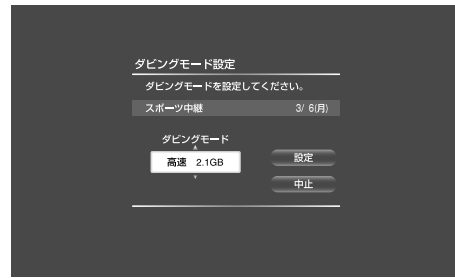 ダビングモード設定
ダビングモードを設定してください。
スポーツ中継 3/ 6(月)
ダビングモード
高速 2.1GB
設定
中止